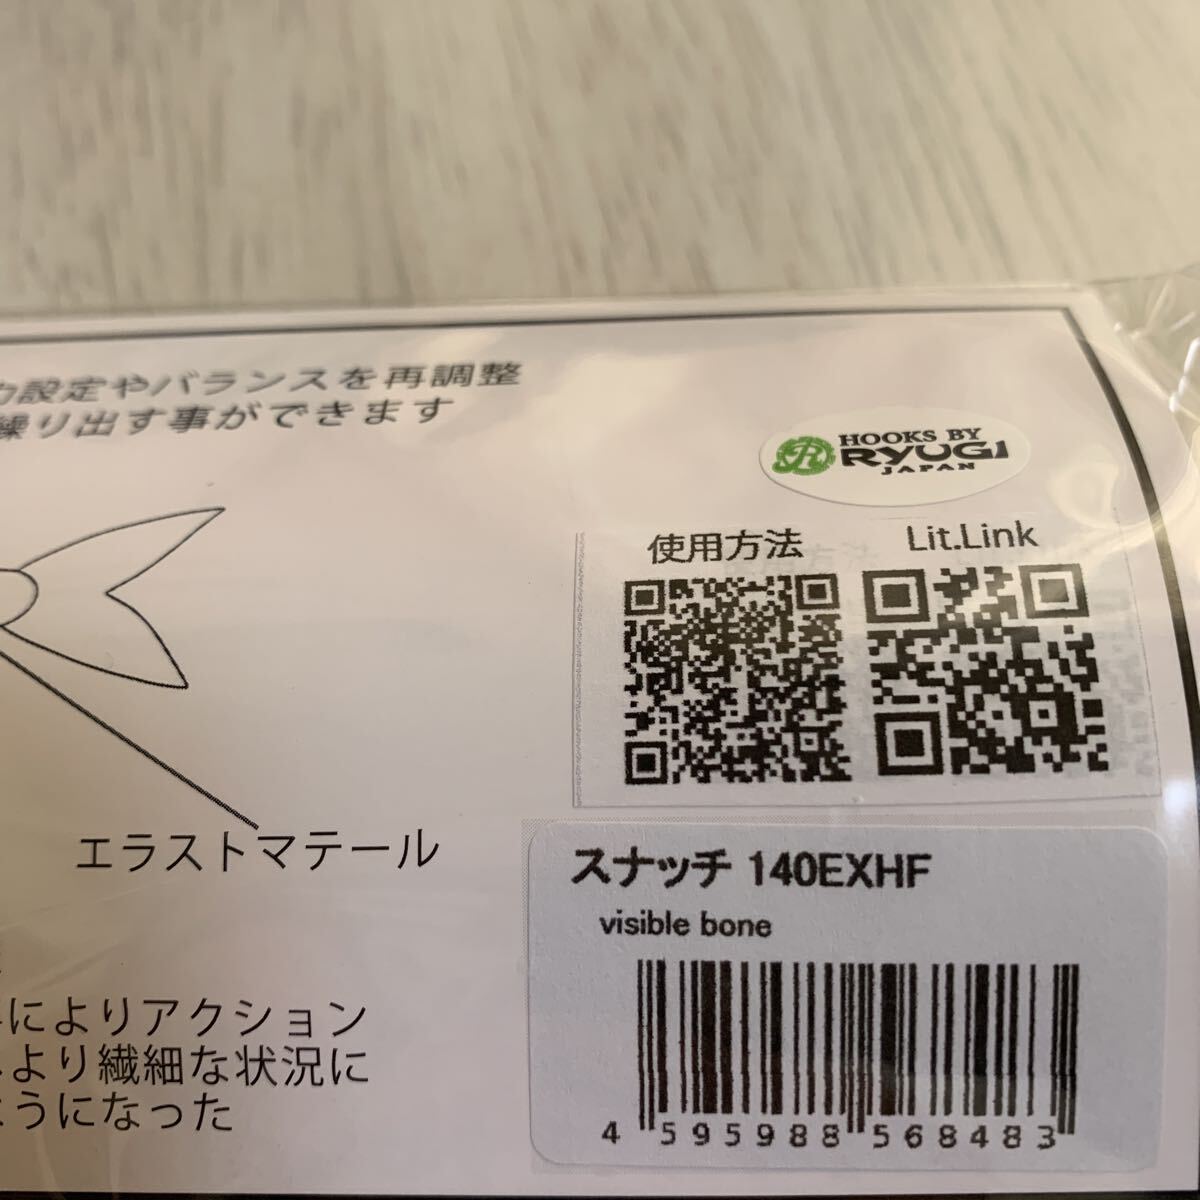 設定やバランスを再調整
繰り出す事ができます
HOOKS BY
RYUGI
JAPAN
使用方法
Lit.Link
エラストマテール
スナッチ 140EXHF
visible bone
によりアクション
より繊細な状況に
うになった
4 595988 568483